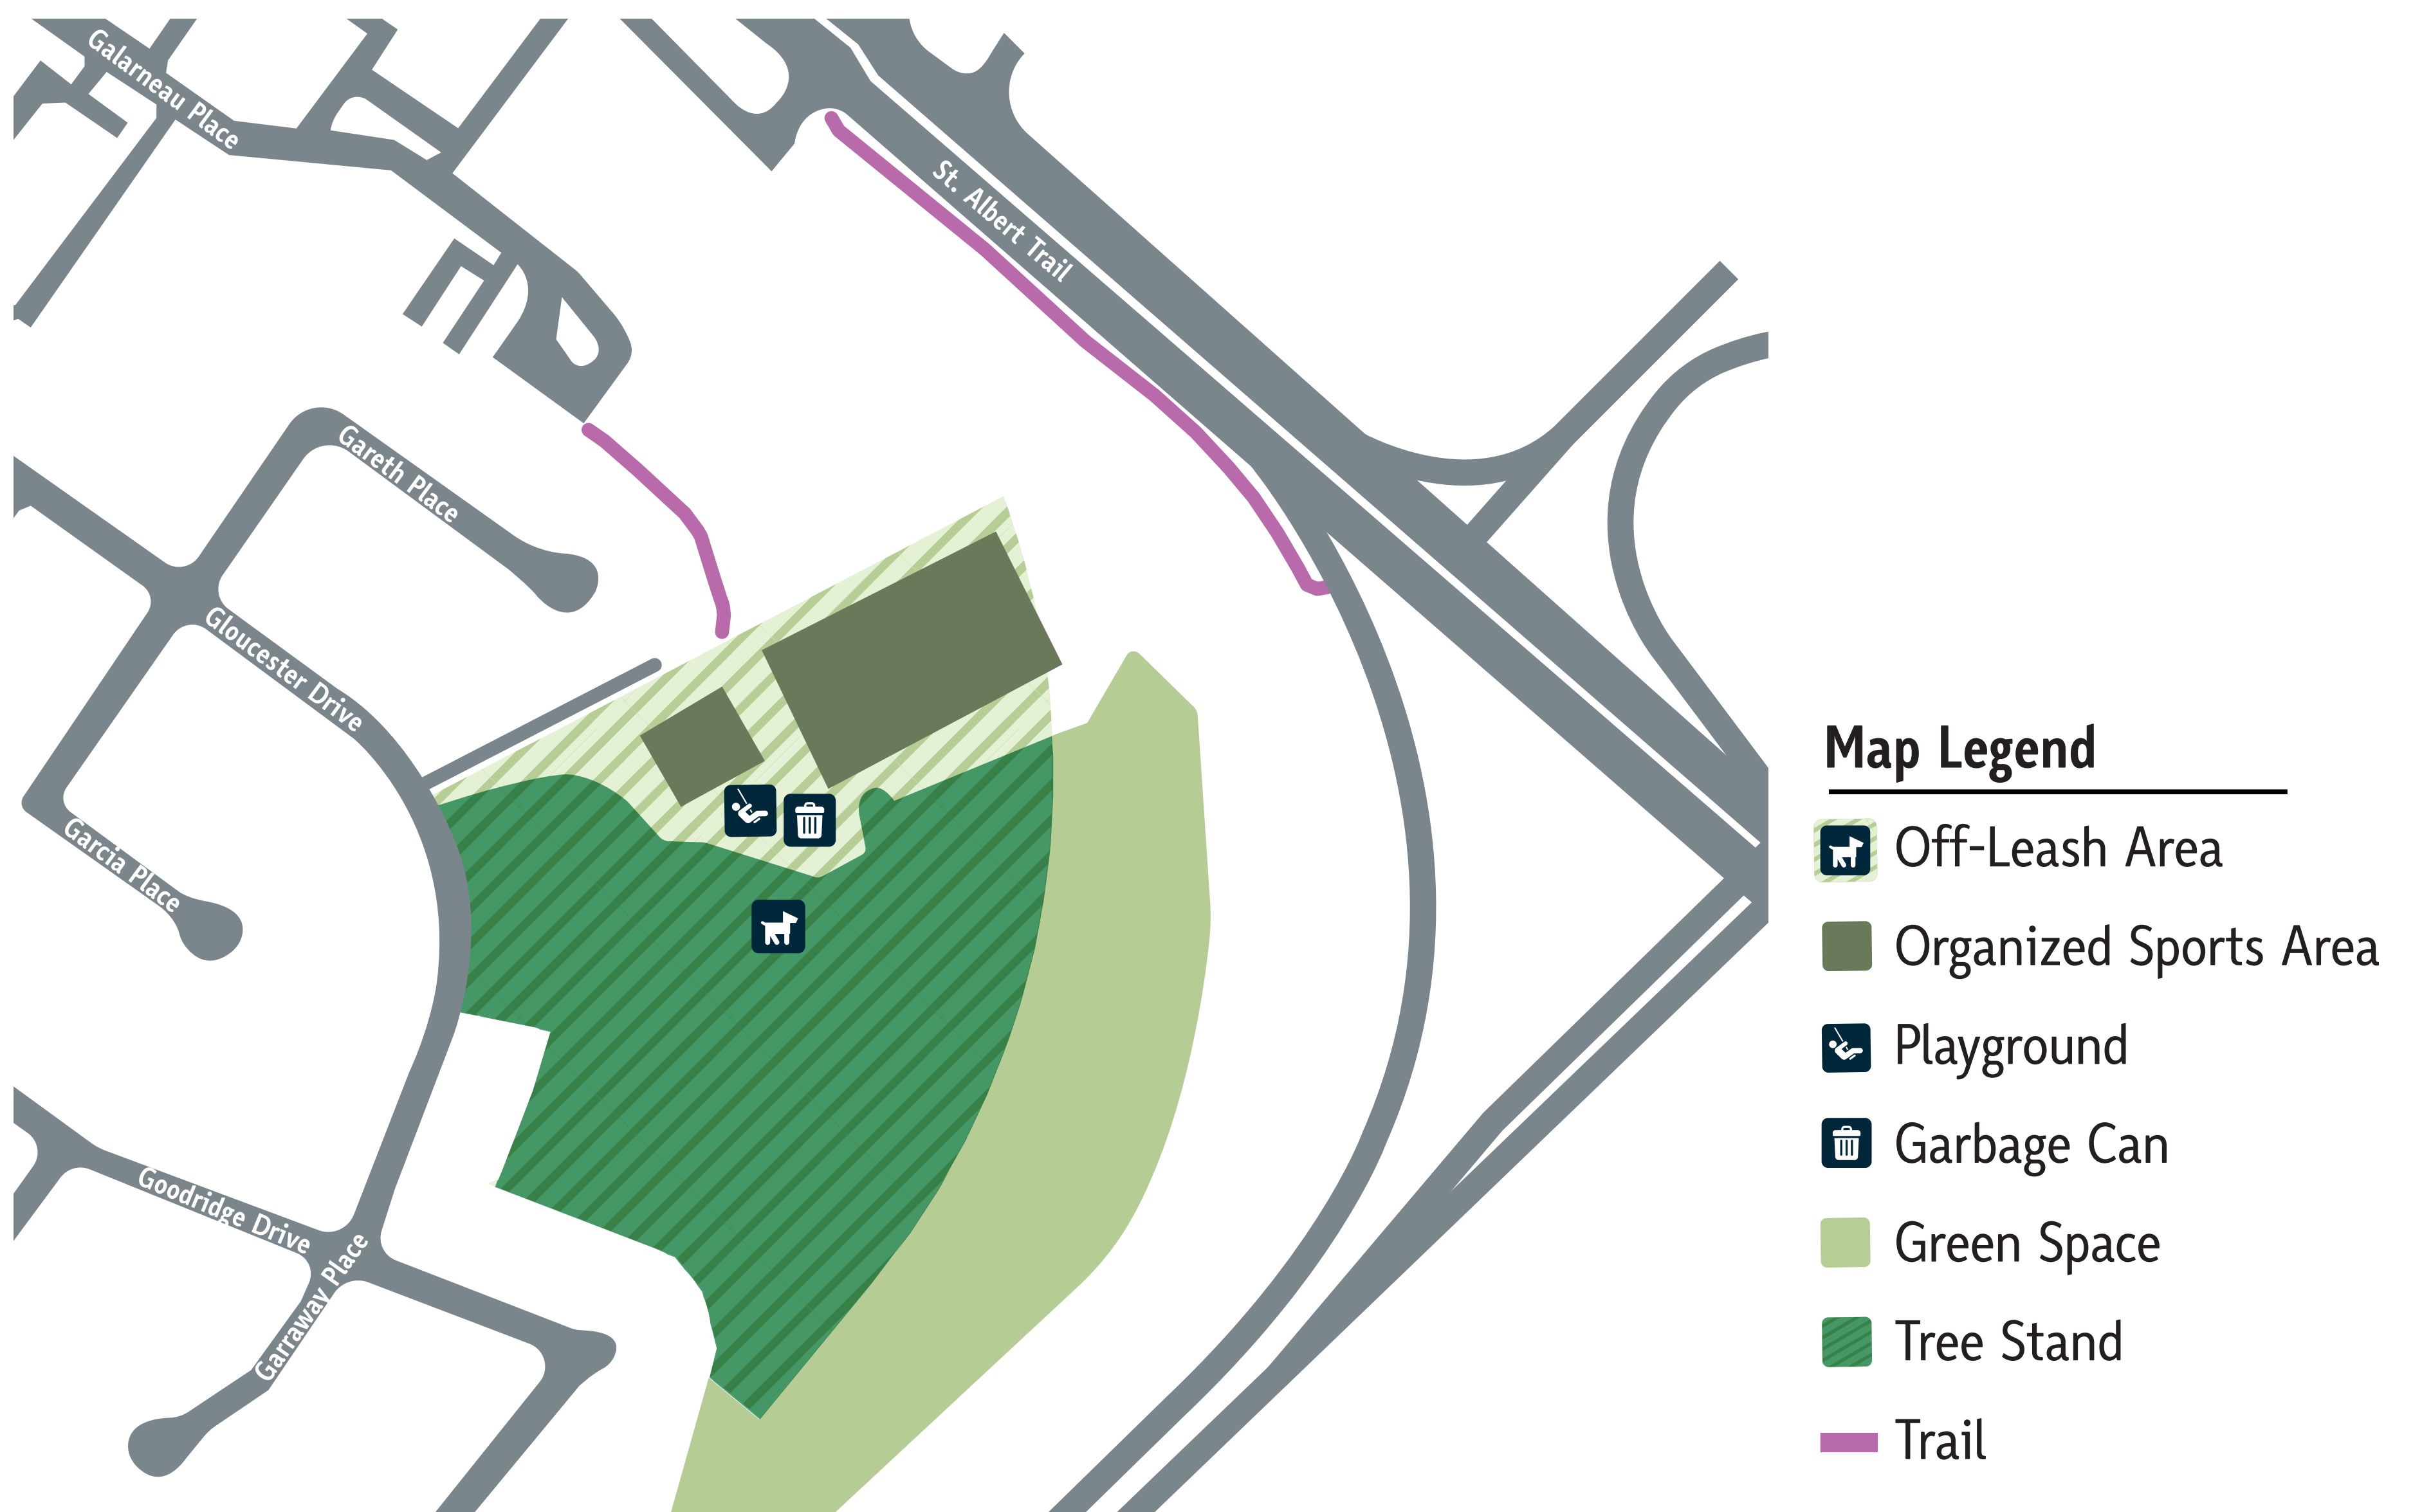 Galarneau Place
St. Albert Trail
Gareth Place
Gloucester Drive
Garcia Place
Goodridge Drive
Garraway Place
Map Legend
Off-Leash Area
Organized Sports Area
Playground
Garbage Can
Green Space
Tree Stand
Trail